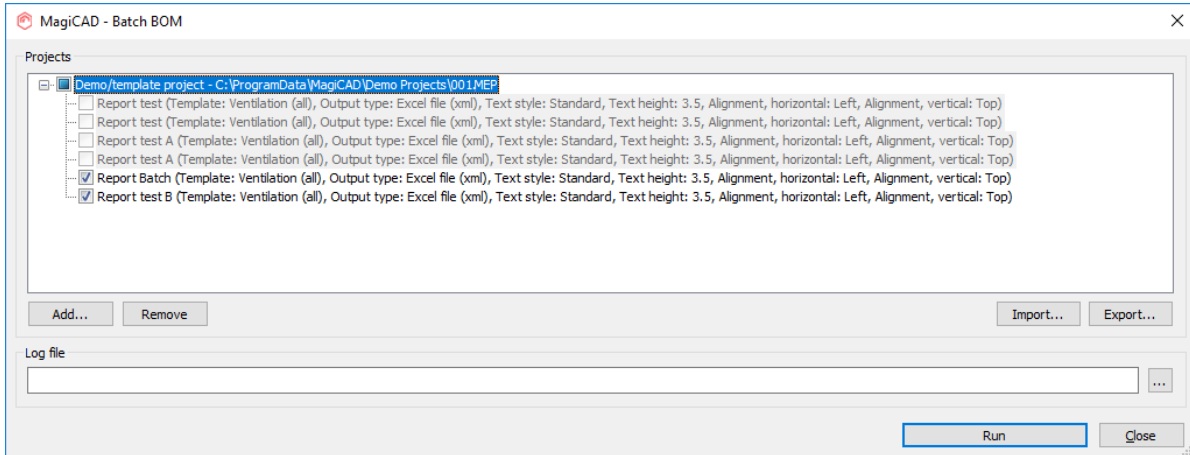 MagiCAD - Batch BOM
Projects
Demo/template project - C:\ProgramData\MagiCAD\Demo Projects\001.MEP
Report test (Template: Ventilation (all), Output type: Excel file (xml), Text style: Standard, Text height: 3.5, Alignment, horizontal: Left, Alignment, vertical: Top)
Report test (Template: Ventilation (all), Output type: Excel file (xml), Text style: Standard, Text height: 3.5, Alignment, horizontal: Left, Alignment, vertical: Top)
Report test A (Template: Ventilation (all), Output type: Excel file (xml), Text style: Standard, Text height: 3.5, Alignment, horizontal: Left, Alignment, vertical: Top)
Report test A (Template: Ventilation (all), Output type: Excel file (xml), Text style: Standard, Text height: 3.5, Alignment, horizontal: Left, Alignment, vertical: Top)
Report Batch (Template: Ventilation (all), Output type: Excel file (xml), Text style: Standard, Text height: 3.5, Alignment, horizontal: Left, Alignment, vertical: Top)
Report test B (Template: Ventilation (all), Output type: Excel file (xml), Text style: Standard, Text height: 3.5, Alignment, horizontal: Left, Alignment, vertical: Top)
Add... Remove Import... Export...
Log file
...
Run Close